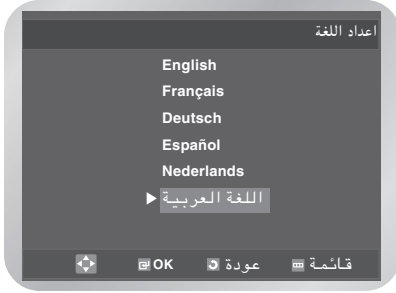 اعداد اللغة
English
Français
Deutsch
Español
Nederlands
اللغة العربية
قائمة عودة OK